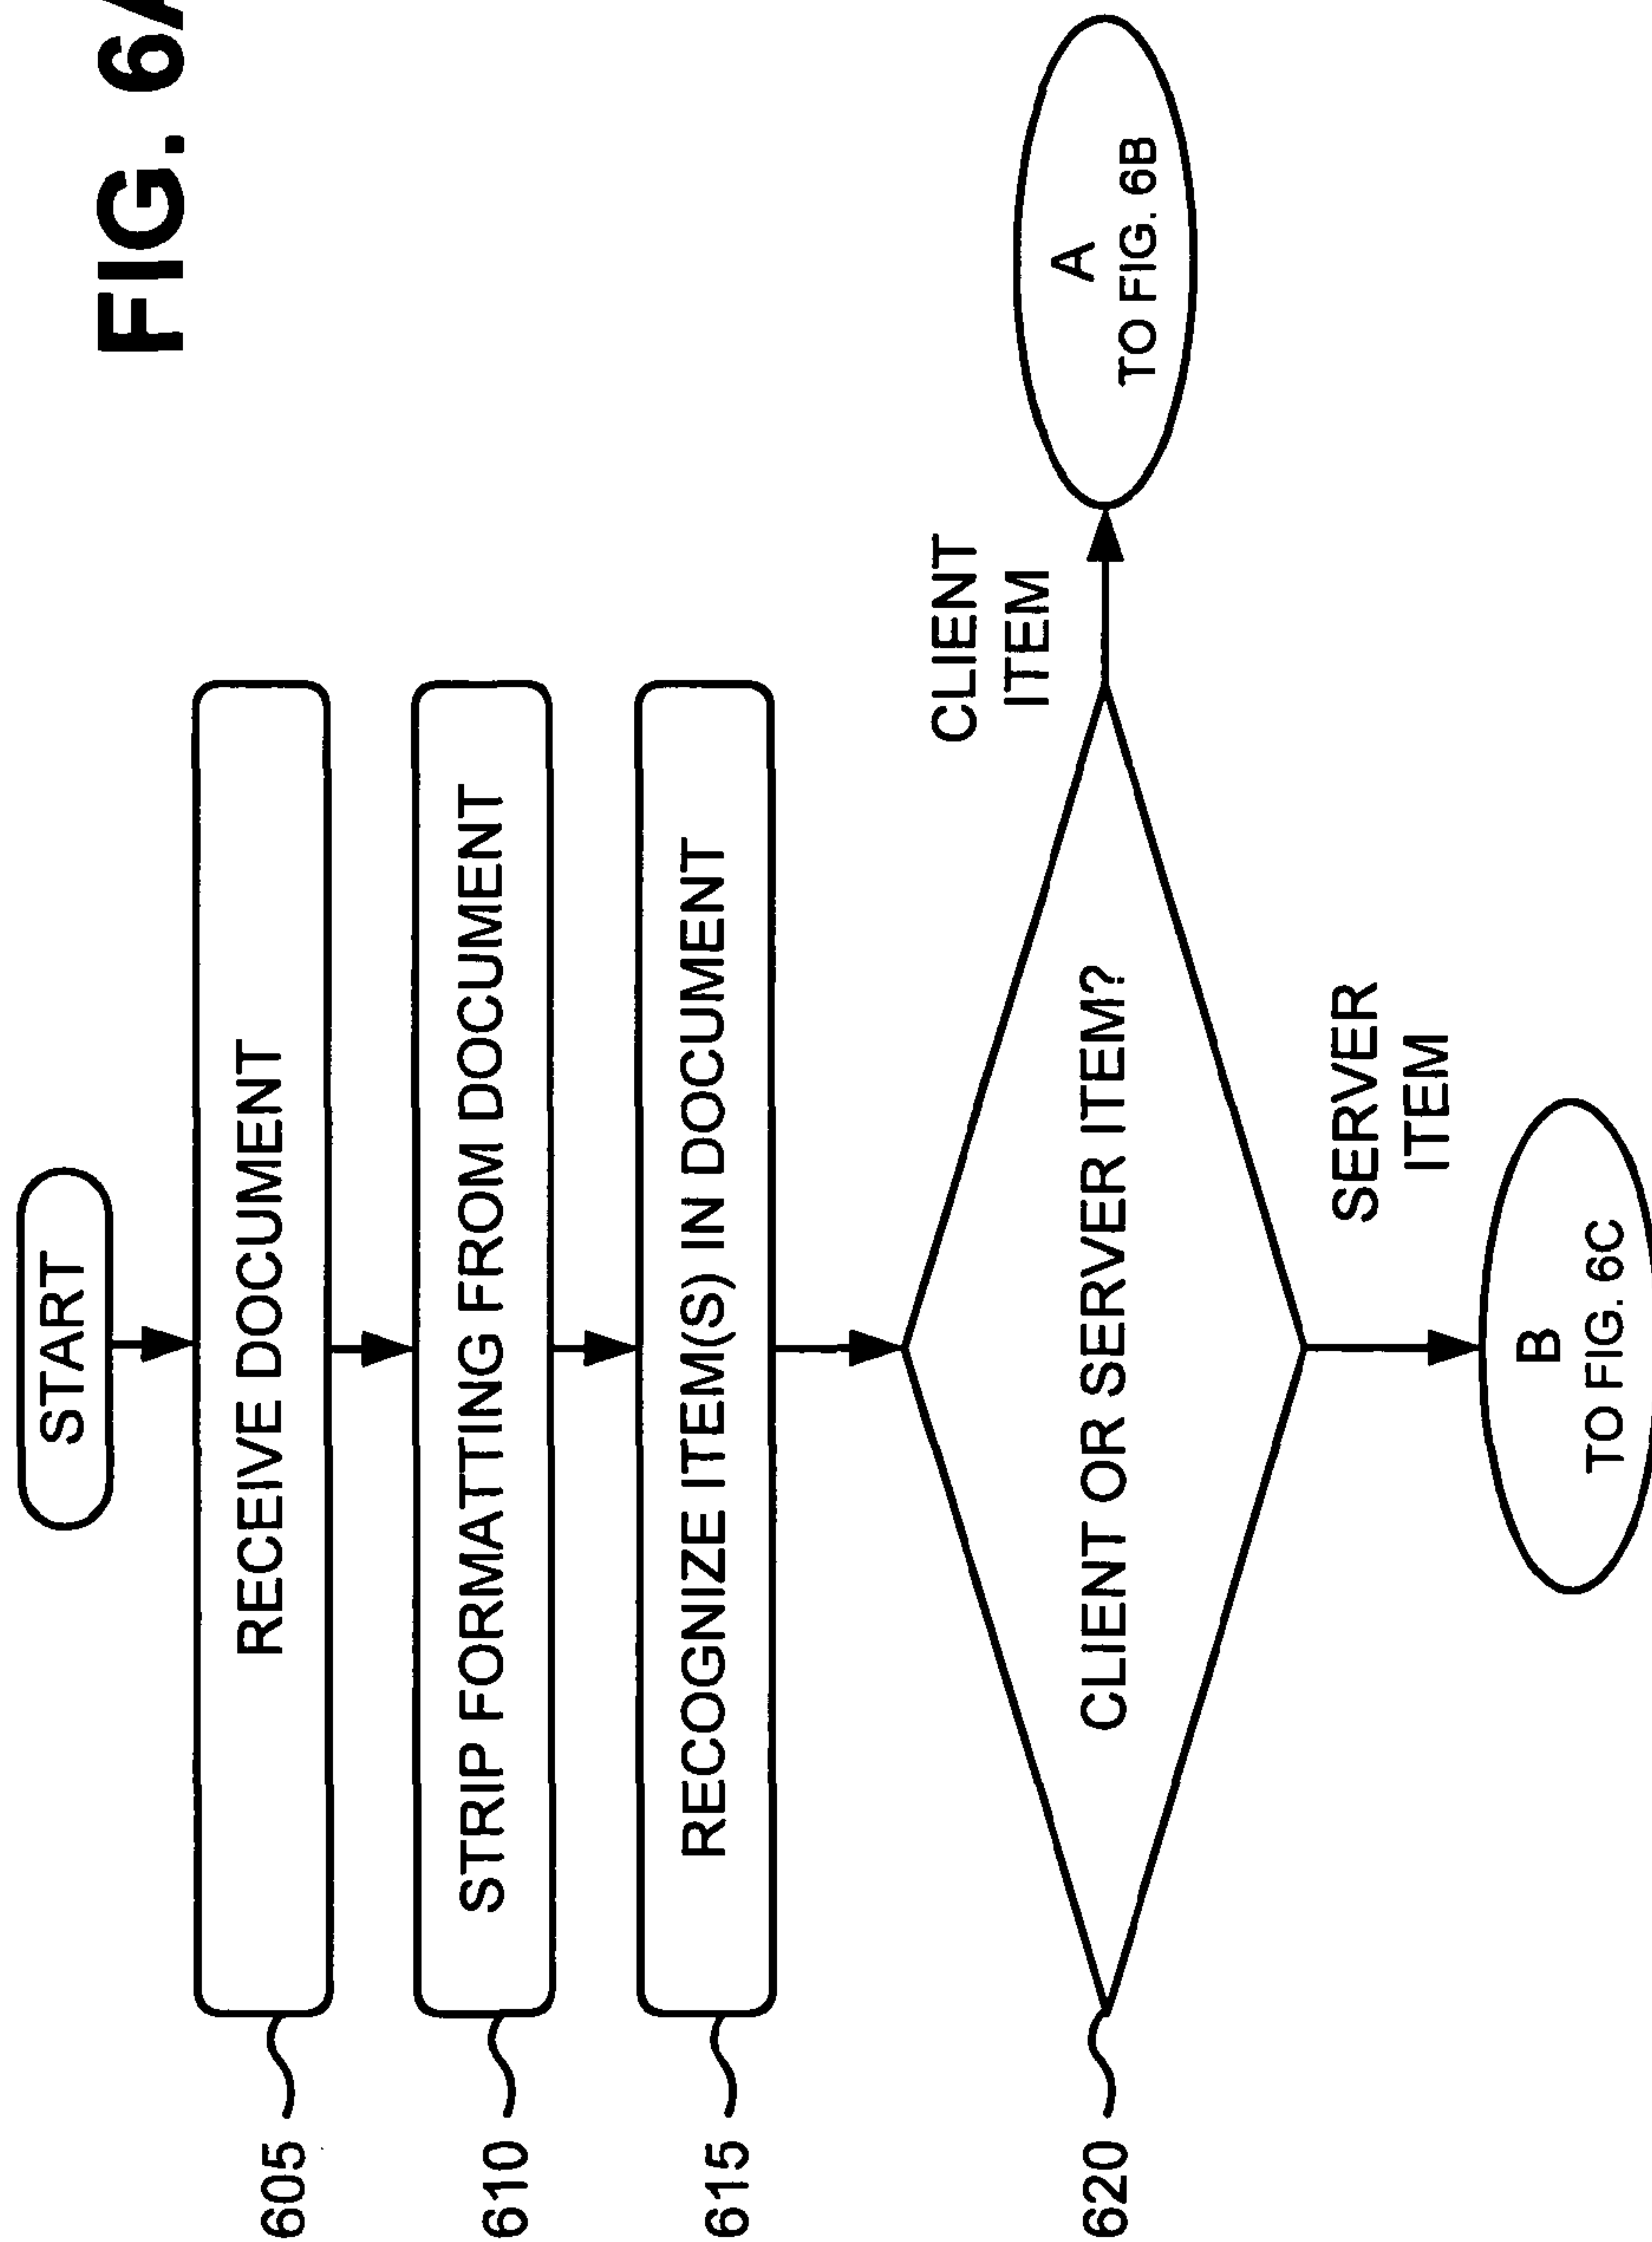 FIG. 6A
START
605
RECEIVE DOCUMENT
610
STRIP FORMATTING FROM DOCUMENT
615
RECOGNIZE ITEM(S) IN DOCUMENT
620
CLIENT OR SERVER ITEM?
CLIENT
ITEM
A
TO FIG. 6B
SERVER
ITEM
B
TO FIG. 6C